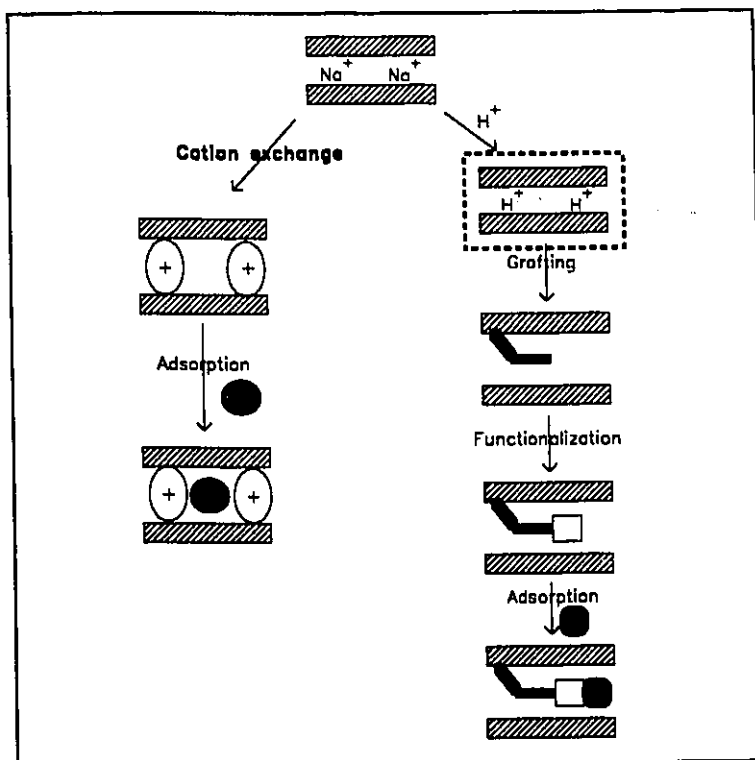 Na+ Na+
H+
Cation exchange
H+ H+
Grafting
+ +
Adsorption
Functionalization
+ +
Adsorption